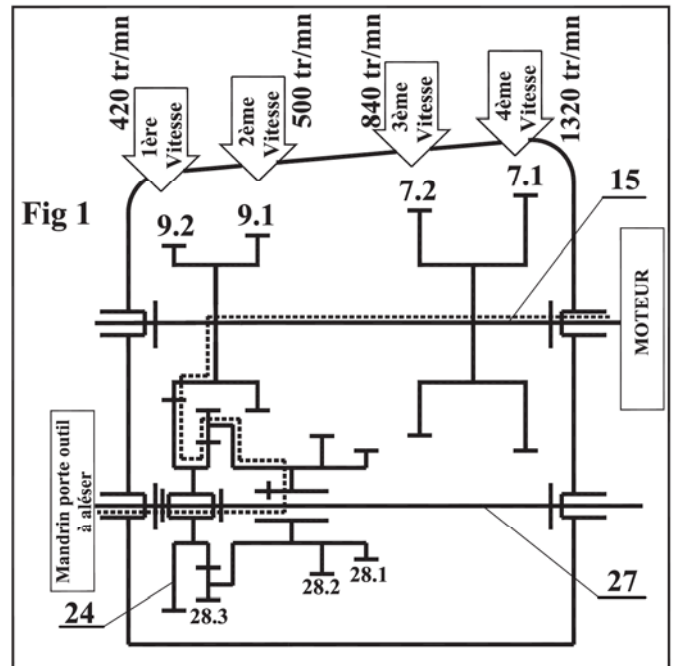 420 tr/mn
1ère
Vitesse
2ème
Vitesse
500 tr/mn
840 tr/mn
3ème
Vitesse
4ème
Vitesse
1320 tr/mn
Fig 1
9.2
9.1
7.2
7.1
15
MOTEUR
Mandrin porte outil
à aléser
24
28.3
28.2
28.1
27